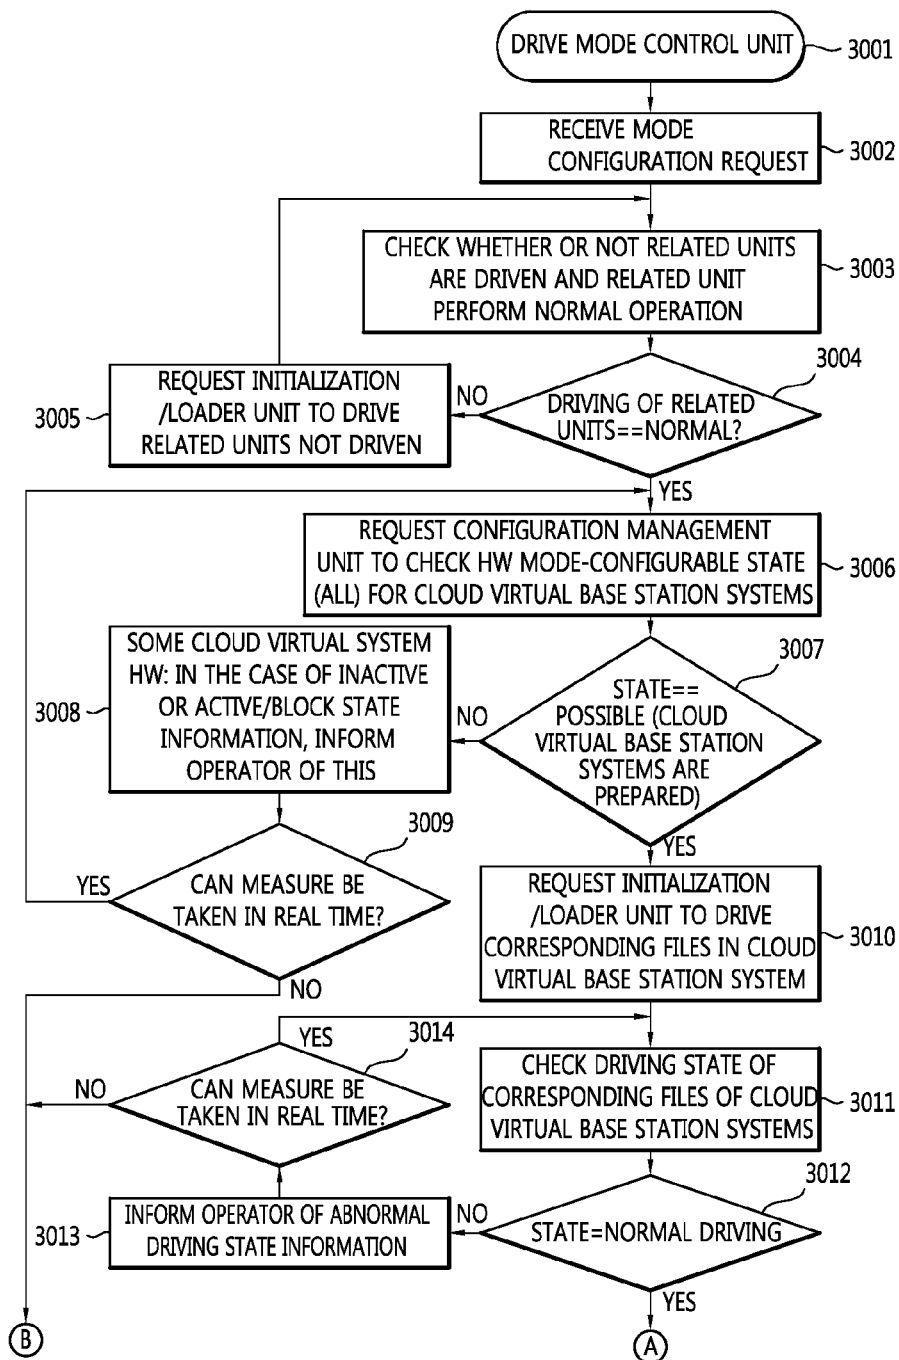 DRIVE MODE CONTROL UNIT
3001
RECEIVE MODE
CONFIGURATION REQUEST
3002
CHECK WHETHER OR NOT RELATED UNITS
ARE DRIVEN AND RELATED UNIT
PERFORM NORMAL OPERATION
3003
3004
DRIVING OF RELATED
UNITS==NORMAL?
NO
REQUEST INITIALIZATION
/LOADER UNIT TO DRIVE
RELATED UNITS NOT DRIVEN
3005
YES
REQUEST CONFIGURATION MANAGEMENT
UNIT TO CHECK HW MODE-CONFIGURABLE STATE
(ALL) FOR CLOUD VIRTUAL BASE STATION SYSTEMS
3006
3007
STATE==
POSSIBLE (CLOUD
VIRTUAL BASE STATION
SYSTEMS ARE
PREPARED)
NO
SOME CLOUD VIRTUAL SYSTEM
HW: IN THE CASE OF INACTIVE
OR ACTIVE/BLOCK STATE
INFORMATION, INFORM
OPERATOR OF THIS
3008
3009
CAN MEASURE BE
TAKEN IN REAL TIME?
YES
NO
YES
REQUEST INITIALIZATION
/LOADER UNIT TO DRIVE
CORRESPONDING FILES IN CLOUD
VIRTUAL BASE STATION SYSTEM
3010
CHECK DRIVING STATE OF
CORRESPONDING FILES OF CLOUD
VIRTUAL BASE STATION SYSTEMS
3011
3012
STATE=NORMAL DRIVING
NO
INFORM OPERATOR OF ABNORMAL
DRIVING STATE INFORMATION
3013
3014
CAN MEASURE BE
TAKEN IN REAL TIME?
YES
NO
YES
B
A